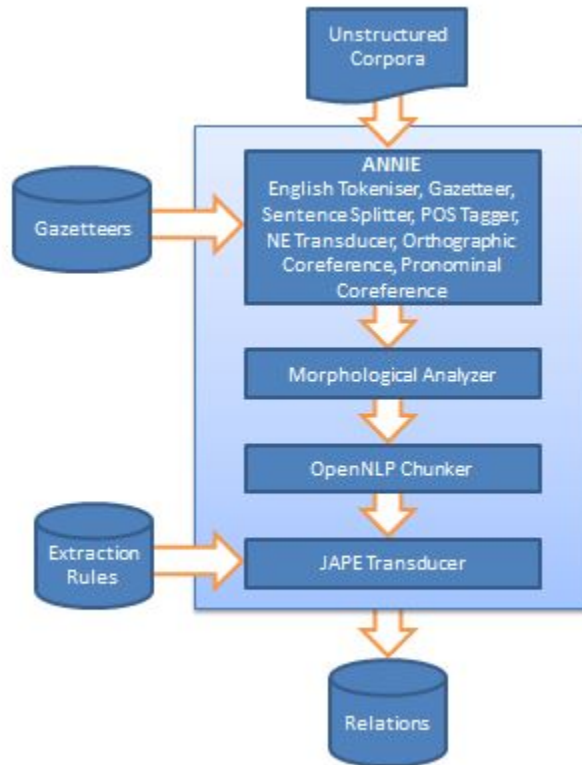 Unstructured
Corpora
ANNIE
English Tokeniser, Gazetteer,
Sentence Splitter, POS Tagger,
NE Transducer, Orthographic
Coreference, Pronominal
Coreference
Gazetteers
Morphological Analyzer
OpenNLP Chunker
Extraction
Rules
JAPE Transducer
Relations